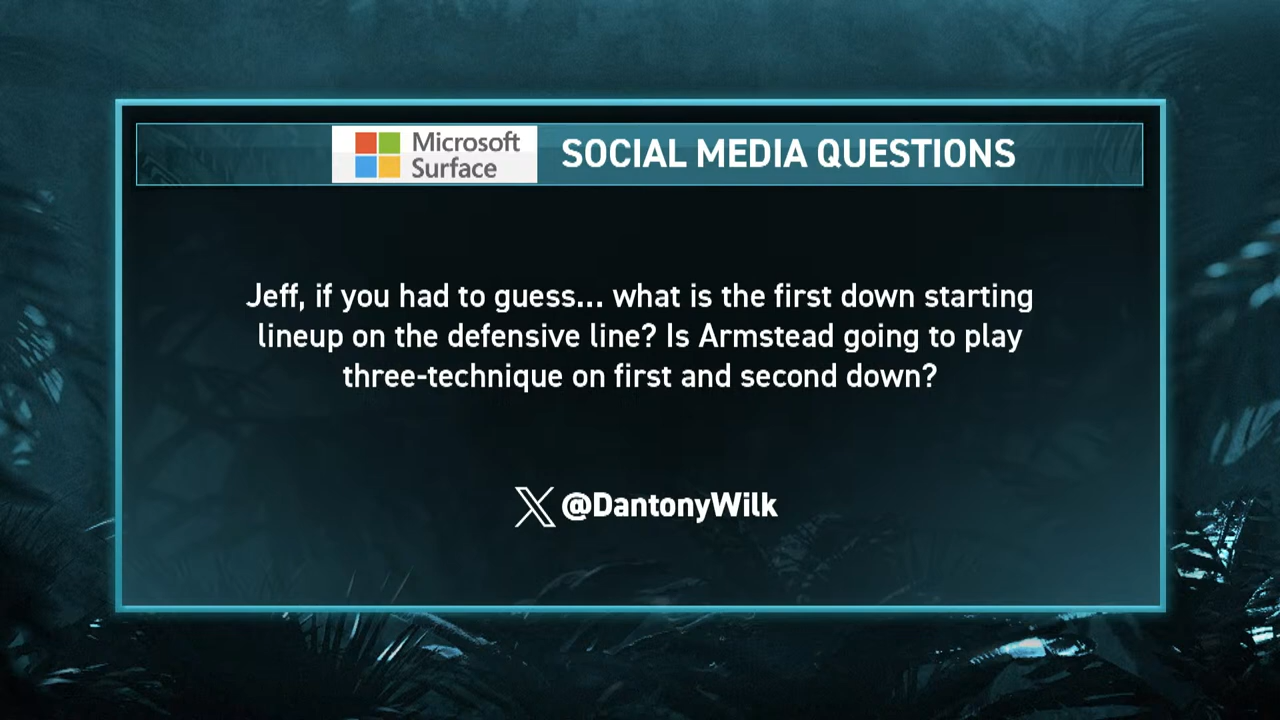 Microsoft
Surface
SOCIAL MEDIA QUESTIONS
Jeff, if you had to guess... what is the first down starting
lineup on the defensive line? Is Armstead going to play
three-technique on first and second down?
X @DantonyWilk